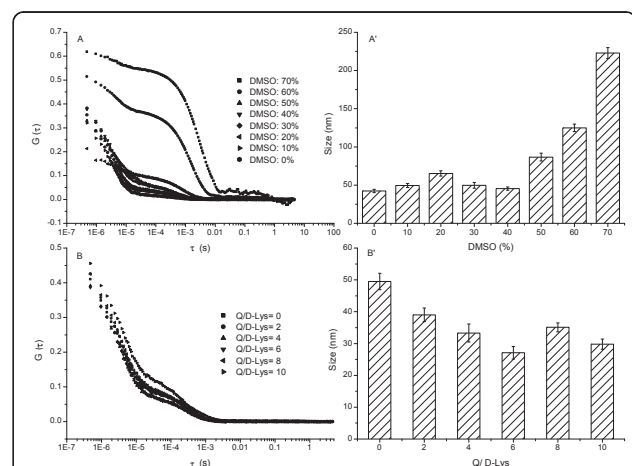 A
0.7
0.6
0.5
0.4
0.3
0.2
0.1
0.0
-0.1
G (τ)
DMSO: 70%
DMSO: 60%
DMSO: 50%
DMSO: 40%
DMSO: 30%
DMSO: 20%
DMSO: 10%
DMSO: 0%
1E-7 1E-6 1E-5 1E-4 1E-3 0.01 0.1 1 10 100
τ (s)
A'
250
200
150
100
50
0
Size (nm)
0 10 20 30 40 50 60 70
DMSO (%)
B
0.5
0.4
0.3
0.2
0.1
0.0
G (τ)
Q/D-Lys= 0
Q/D-Lys= 2
Q/D-Lys= 4
Q/D-Lys= 6
Q/D-Lys= 8
Q/D-Lys= 10
1E-7 1E-6 1E-5 1E-4 1E-3 0.01 0.1 1
τ (s)
B'
60
50
40
30
20
10
0
Size (nm)
0 2 4 6 8 10
Q/ D-Lys